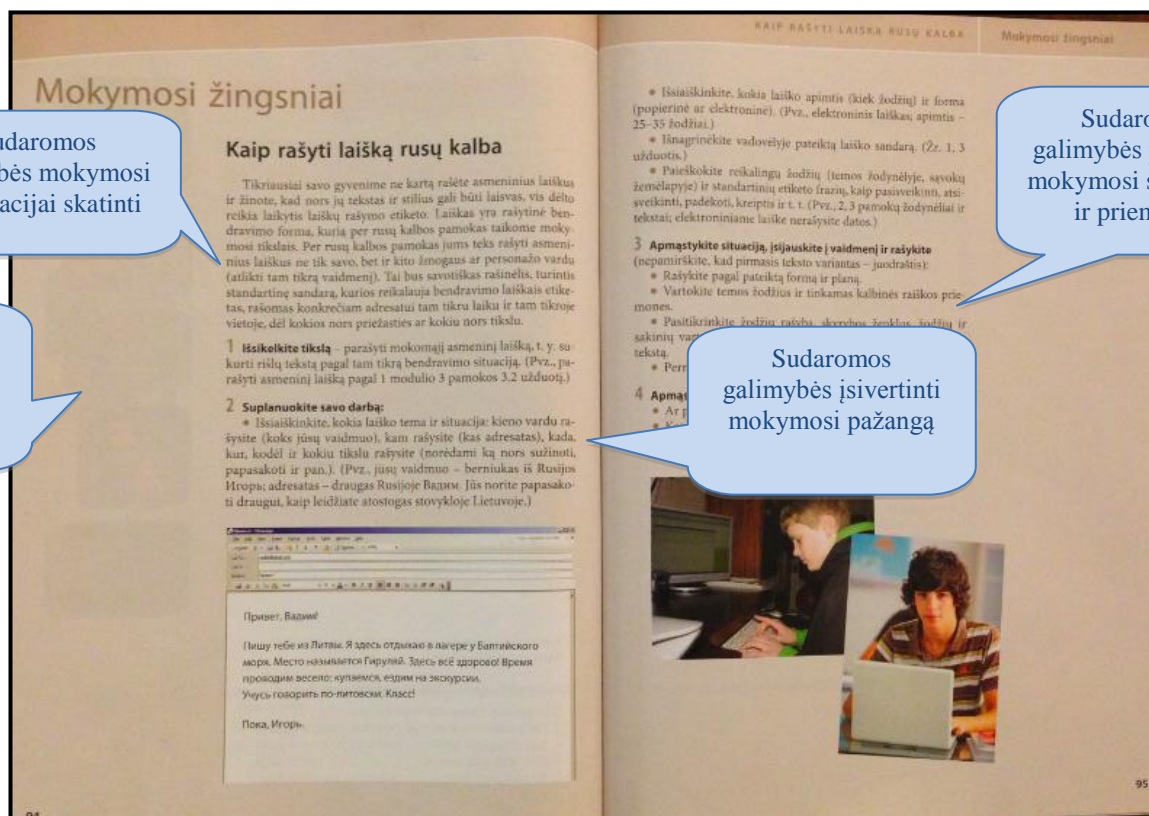 Mokymosi žingsniai
Kaip rašyti laišką rusų kalba
Tikriausiai savo gyvenime ne kartą rašėte asmeninius laiškus
ir žinote, kad nors jų tekstas ir stilius gali būti laisvas, vis dėlto
reikia laikytis laiškų rašymo etiketo. Laiškas yra rašytinė ben-
dravimo forma, kurią per rusų kalbos pamokas taikome moky-
mosi tikslais. Per rusų kalbos pamokas jums teks rašyti asmeni-
nius laiškus ne tik savo, bet ir kito žmogaus ar personažo vardu
(atlikti tam tikrą vaidmenį). Tai bus savotiškas rašinėlis, turintis
standartinę sandarą, kurios reikalauja bendravimo laiškais etike-
tas, rašomas konkrečiam adresatui tam tikru laiku ir tam tikroje
vietoje, dėl kokios nors priežasties ar kokiu nors tikslu.
1 Išsikelkite tikslą – parašyti mokomąjį asmeninį laišką, t. y. su-
kurti rišlų tekstą pagal tam tikrą bendravimo situaciją. (Pvz., pa-
rašyti asmeninį laišką pagal 1 modulio 3 pamokos 3.2 užduotį.)
2 Suplanuokite savo darbą:
• Išsiaiškinkite, kokia laiško tema ir situacija: kieno vardu ra-
šysite (koks jūsų vaidmuo), kam rašysite (kas adresatas), kada,
kur, kodėl ir kokiu tikslu rašysite (norėdami ką nors sužinoti,
papasakoti ir pan.). (Pvz., jūsų vaidmuo – berniukas iš Rusijos
Игорь; adresatas – draugas Rusijoje Вадим. Jūs norite papasako-
ti draugui, kaip leidžiate atostogas stovykloje Lietuvoje.)
Привет, Вадим!
Пишу тебе из Литвы. Я здесь отдыхаю в лагере у Балтийского
моря. Место называется Гируляй. Здесь всё здорово! Время
проводим весело: купаемся, ездим на экскурсии.
Учусь говорить по-литовски. Класс!
Пока, Игорь.
94
KAIP RAŠYTI LAIŠKĄ RUSŲ KALBA
Mokymosi žingsniai
• Išsiaiškinkite, kokia laiško apimtis (kiek žodžių) ir forma
(popierinė ar elektroninė). (Pvz., elektroninis laiškas; apimtis –
25–35 žodžiai.)
• Išnagrinėkite vadovėlyje pateiktą laiško sandarą. (Žr. 1, 3
užduotis.)
• Paieškokite reikalingų žodžių (temos žodynėlyje, sąvokų
žemėlapyje) ir standartinių etiketo frazių, kaip pasveikinti, atsi-
sveikinti, padėkoti, kreiptis ir t. t. (Pvz., 2, 3 pamokų žodynėliai ir
tekstai; elektroniniame laiške nerašysite datos.)
3 Apmąstykite situaciją, įsijauskite į vaidmenį ir rašykite
(nepamirškite, kad pirmasis teksto variantas – juodraštis):
• Rašykite pagal pateiktą formą ir planą.
• Vartokite temos žodžius ir tinkamas kalbinės raiškos prie-
mones.
• Pasitikrinkite žodžių rašybą, skyrybos ženklus, žodžių ir
sakinių
tekstą.
4
95
udaromos
bės mokymosi
acijai skatinti
Sudaromos
galimybės įsivertinti
mokymosi pažangą
Sudaro
galimybės
mokymosi s
ir priem